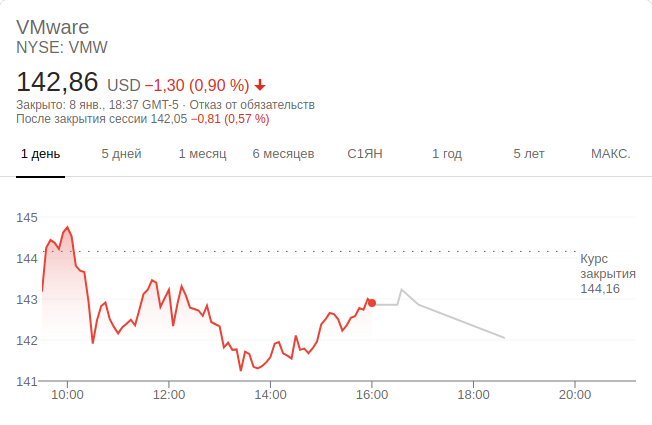 VMware
NYSE: VMW
142,86 USD −1,30 (0,90 %)
Закрыто: 8 янв., 18:37 GMT-5 · Отказ от обязательств
После закрытия сессии 142,05 −0,81 (0,57 %)
1 день 5 дней 1 месяц 6 месяцев С1ЯН 1 год 5 лет МАКС.
145
144
143
142
141
Курс
закрытия
144,16
10:00 12:00 14:00 16:00 18:00 20:00